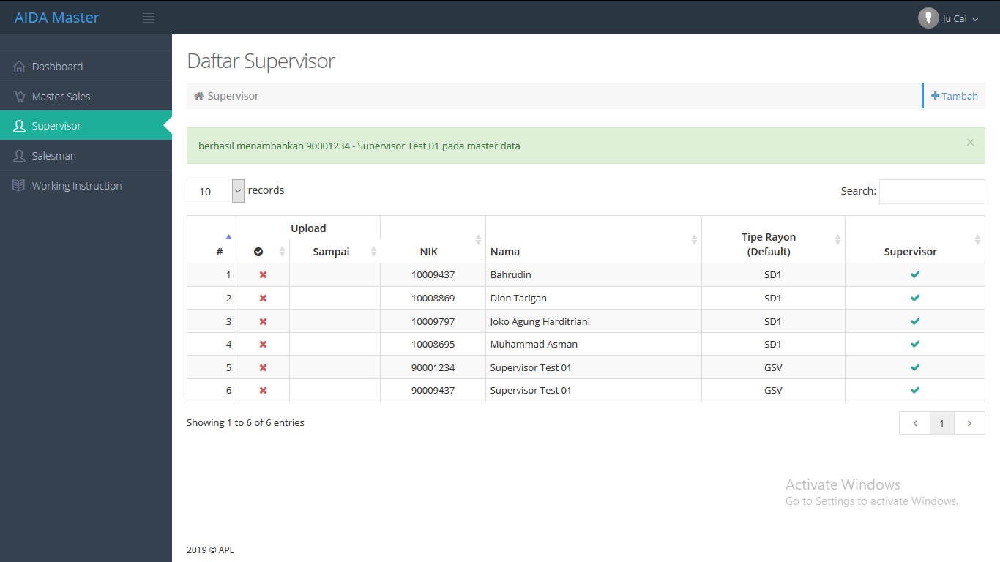 AIDA Master
Ju Cai
Dashboard
Master Sales
Supervisor
Salesman
Working Instruction
Daftar Supervisor
Supervisor
Tambah
berhasil menambahkan 90001234 - Supervisor Test 01 pada master data
×
10 records
Search:
Upload
Tipe Rayon
# Sampai NIK Nama (Default) Supervisor
1 10009437 Bahrudin SD1
2 10008869 Dion Tarigan SD1
3 10009797 Joko Agung Harditriani SD1
4 10008695 Muhammad Asman SD1
5 90001234 Supervisor Test 01 GSV
6 90009437 Supervisor Test 01 GSV
Showing 1 to 6 of 6 entries
1
Activate Windows
Go to Settings to activate Windows.
2019 © APL